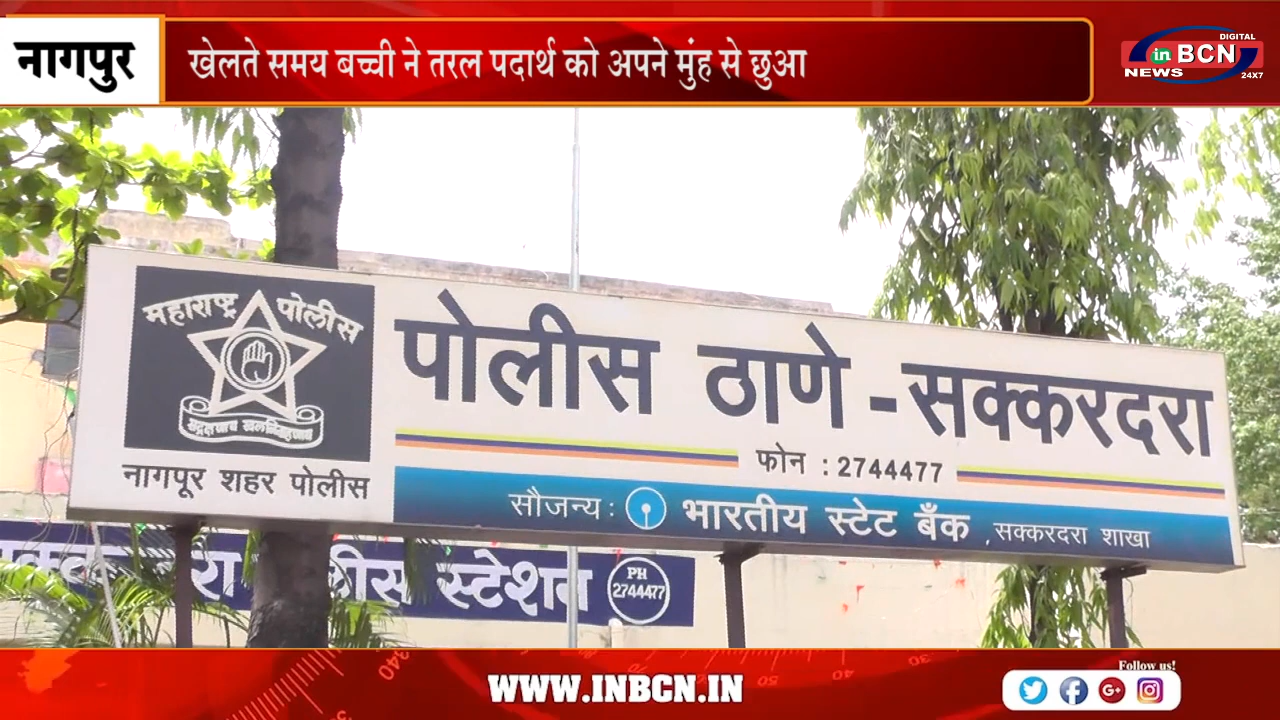 नागपुर
खेलते समय बच्ची ने तरल पदार्थ को अपने मुंह से छुआ
DIGITAL
in BCN
NEWS 24X7
महाराष्ट्र पोलीस
नागपूर शहर पोलीस
पोलीस ठाणे - सक्करदरा
फोन : 2744477
सौजन्य : भारतीय स्टेट बँक , सक्करदरा शाखा
पोलीस स्टेशन
PH
2744477
WWW.INBCN.IN
Follow us!